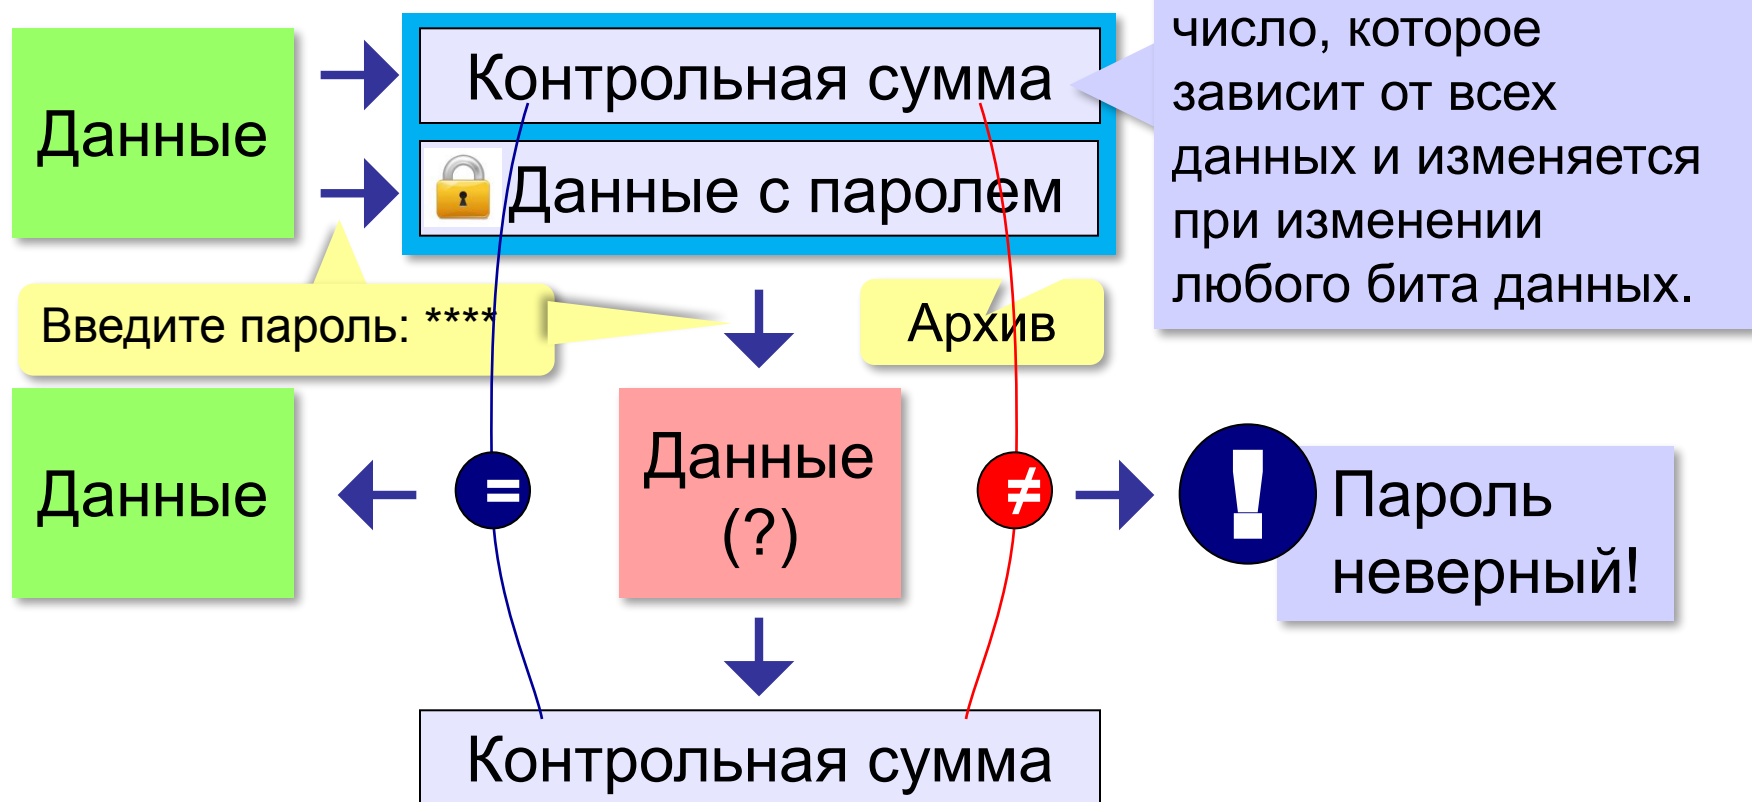 Данные
Контрольная сумма
Данные с паролем
число, которое
зависит от всех
данных и изменяется
при изменении
любого бита данных.
Введите пароль: ****
Архив
Данные
=
Данные
(?)
≠
!
Пароль
неверный!
Контрольная сумма